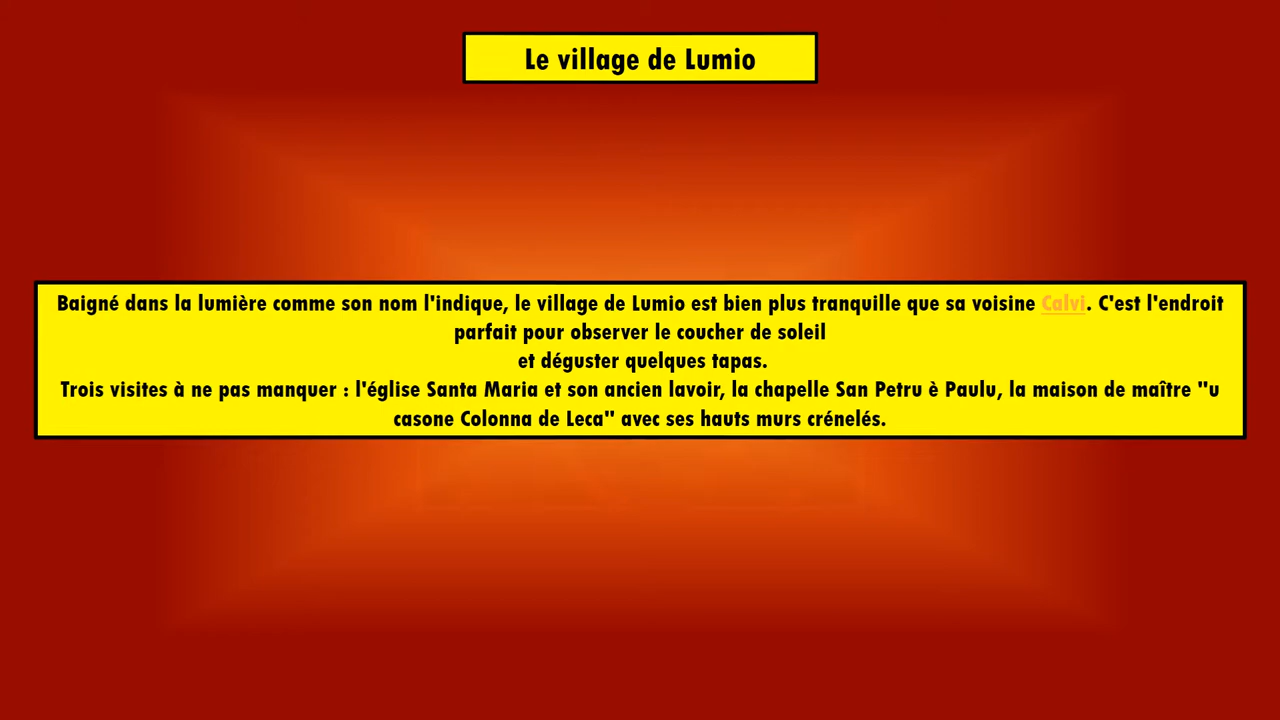 Le village de Lumio
Baigné dans la lumière comme son nom l'indique, le village de Lumio est bien plus tranquille que sa voisine Calvi. C'est l'endroit
parfait pour observer le coucher de soleil
et déguster quelques tapas.
Trois visites à ne pas manquer : l'église Santa Maria et son ancien lavoir, la chapelle San Petru è Paulu, la maison de maître "u
casone Colonna de Leca" avec ses hauts murs crénelés.